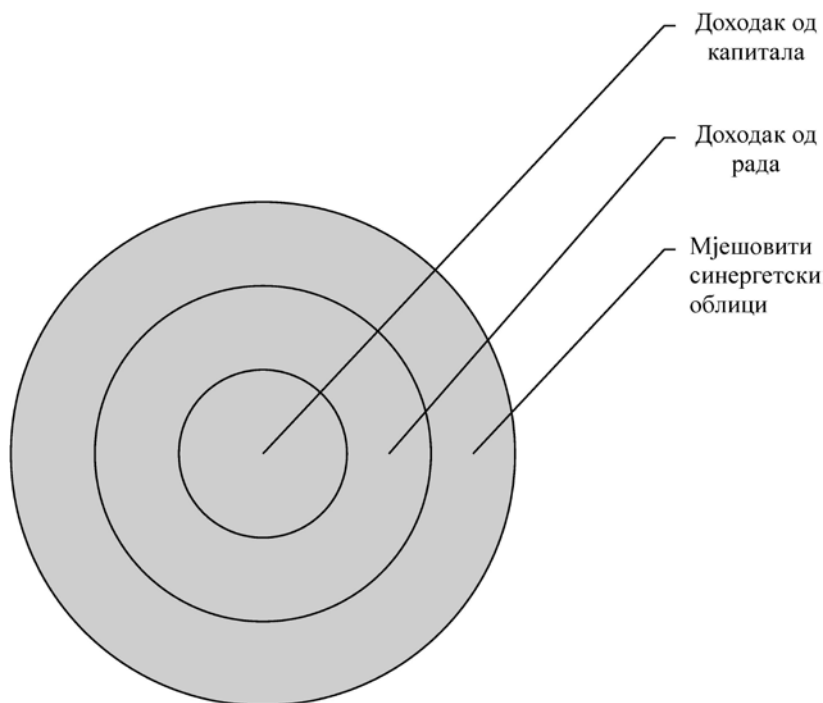 Доходак од
капитала
Доходак од
рада
Мјешовити
синергетски
облици